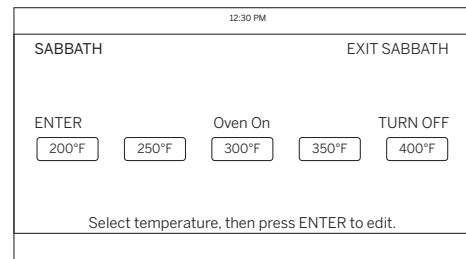 12:30 PM
SABBATH EXIT SABBATH
ENTER Oven On TURN OFF
200°F 250°F 300°F 350°F 400°F
Select temperature, then press ENTER to edit.